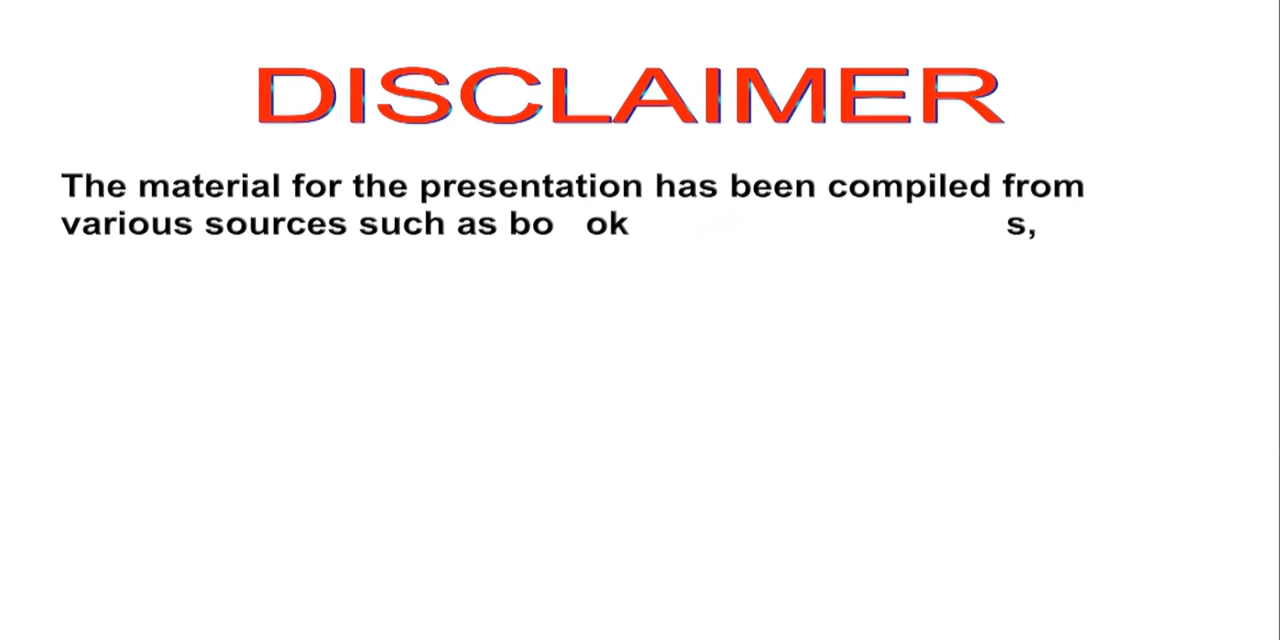 DISCLAIMER
The material for the presentation has been compiled from
various sources such as bo ok s,